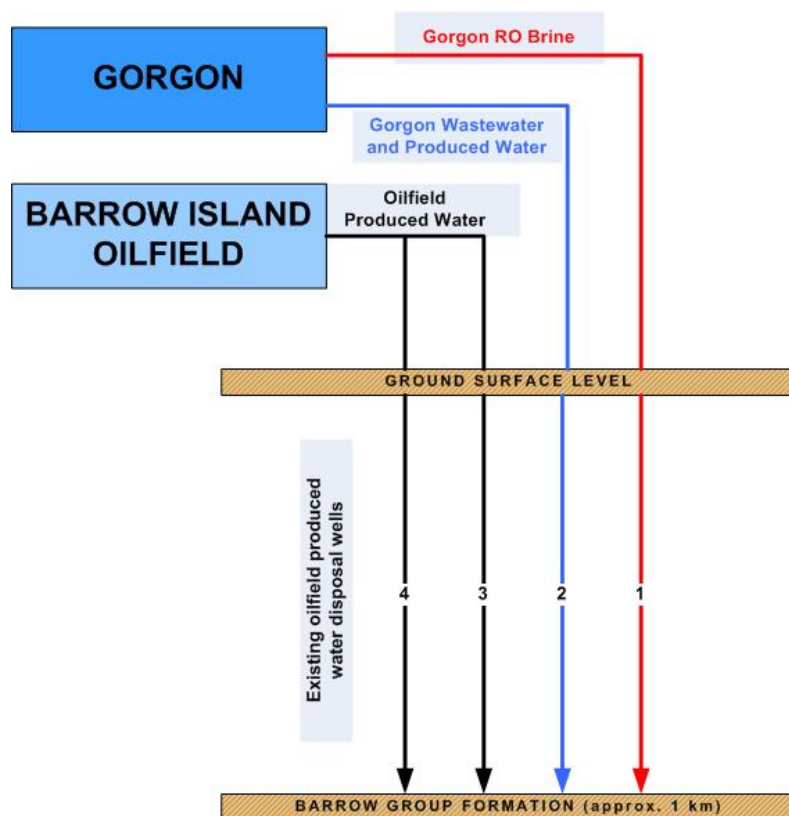 Gorgon RO Brine
GORGON
Gorgon Wastewater
and Produced Water
BARROW ISLAND
OILFIELD
Oilfield
Produced Water
GROUND SURFACE LEVEL
Existing oilfield produced
water disposal wells
4
3
2
1
BARROW GROUP FORMATION (approx. 1 km)